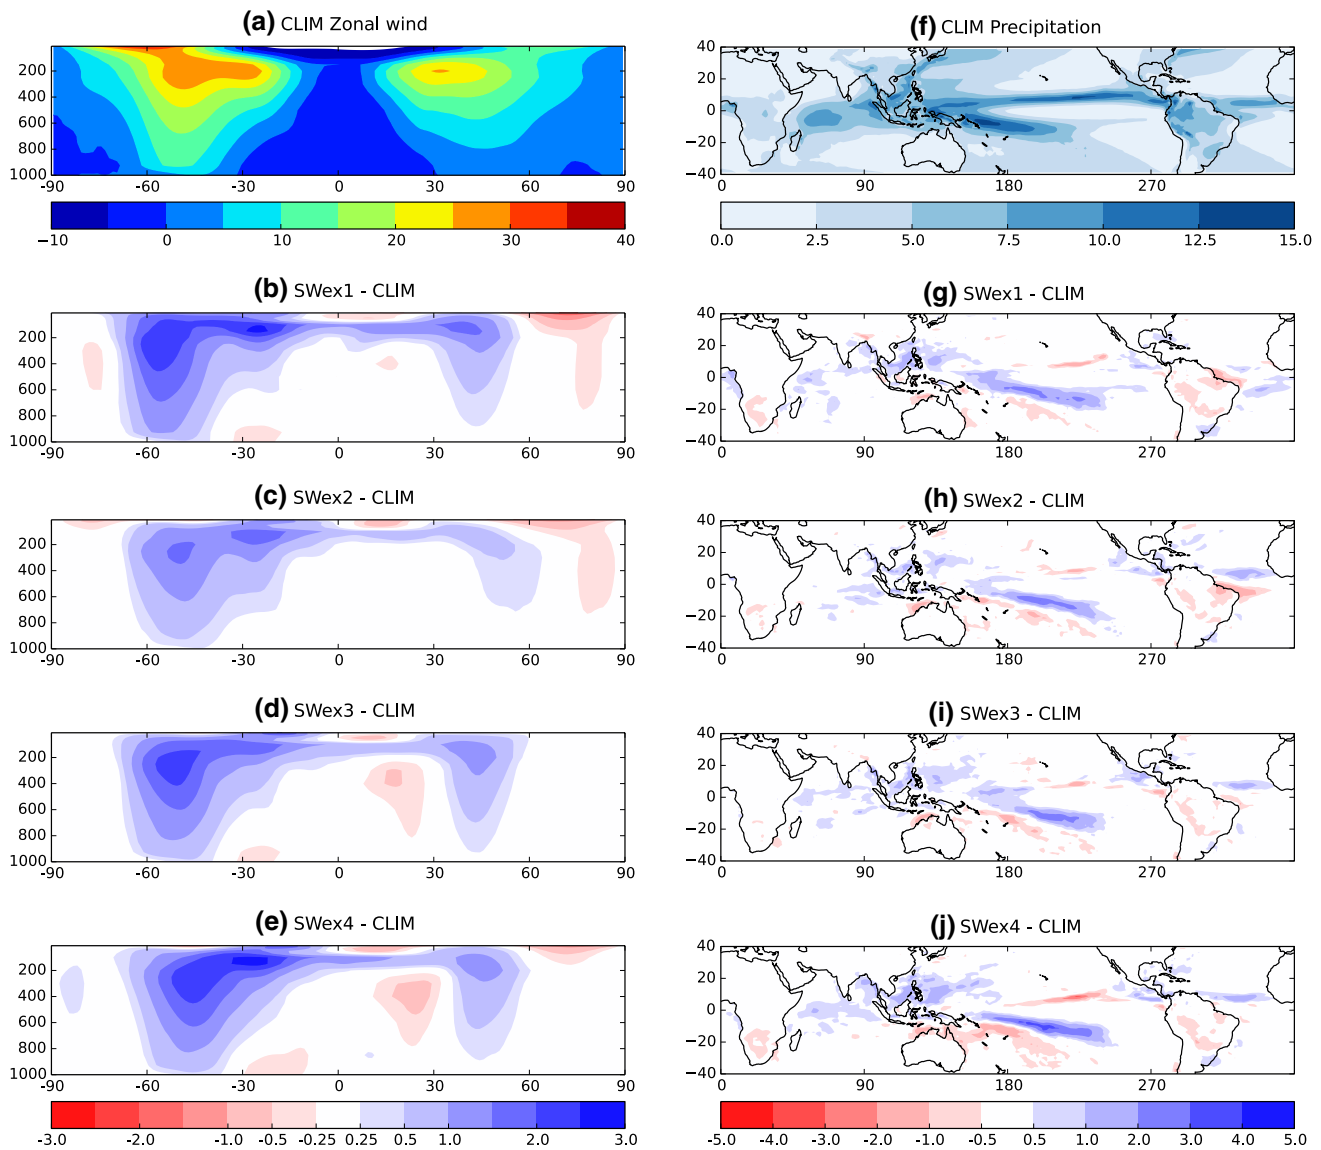 (a) CLIM Zonal wind
200
400
600
800
1000
-90 -60 -30 0 30 60 90
−10 0 10 20 30 40
(b) SWex1 - CLIM
200
400
600
800
1000
-90 -60 -30 0 30 60 90
(c) SWex2 - CLIM
200
400
600
800
1000
-90 -60 -30 0 30 60 90
(d) SWex3 - CLIM
200
400
600
800
1000
-90 -60 -30 0 30 60 90
(e) SWex4 - CLIM
200
400
600
800
1000
-90 -60 -30 0 30 60 90
-3.0 -2.0 -1.0 -0.25 0.25 0.5 1.0 2.0 3.0
(f) CLIM Precipitation
40
20
0
−20
−40
0 90 180 270
0.0 2.5 5.0 7.5 10.0 12.5 15.0
(g) SWex1 - CLIM
40
20
0
−20
−40
0 90 180 270
(h) SWex2 - CLIM
40
20
0
−20
−40
0 90 180 270
(i) SWex3 - CLIM
40
20
0
−20
−40
0 90 180 270
(j) SWex4 - CLIM
40
20
0
−20
−40
0 90 180 270
-5.0 -4.0 -3.0 -2.0 -1.0 -0.5 0.5 1.0 2.0 3.0 4.0 5.0